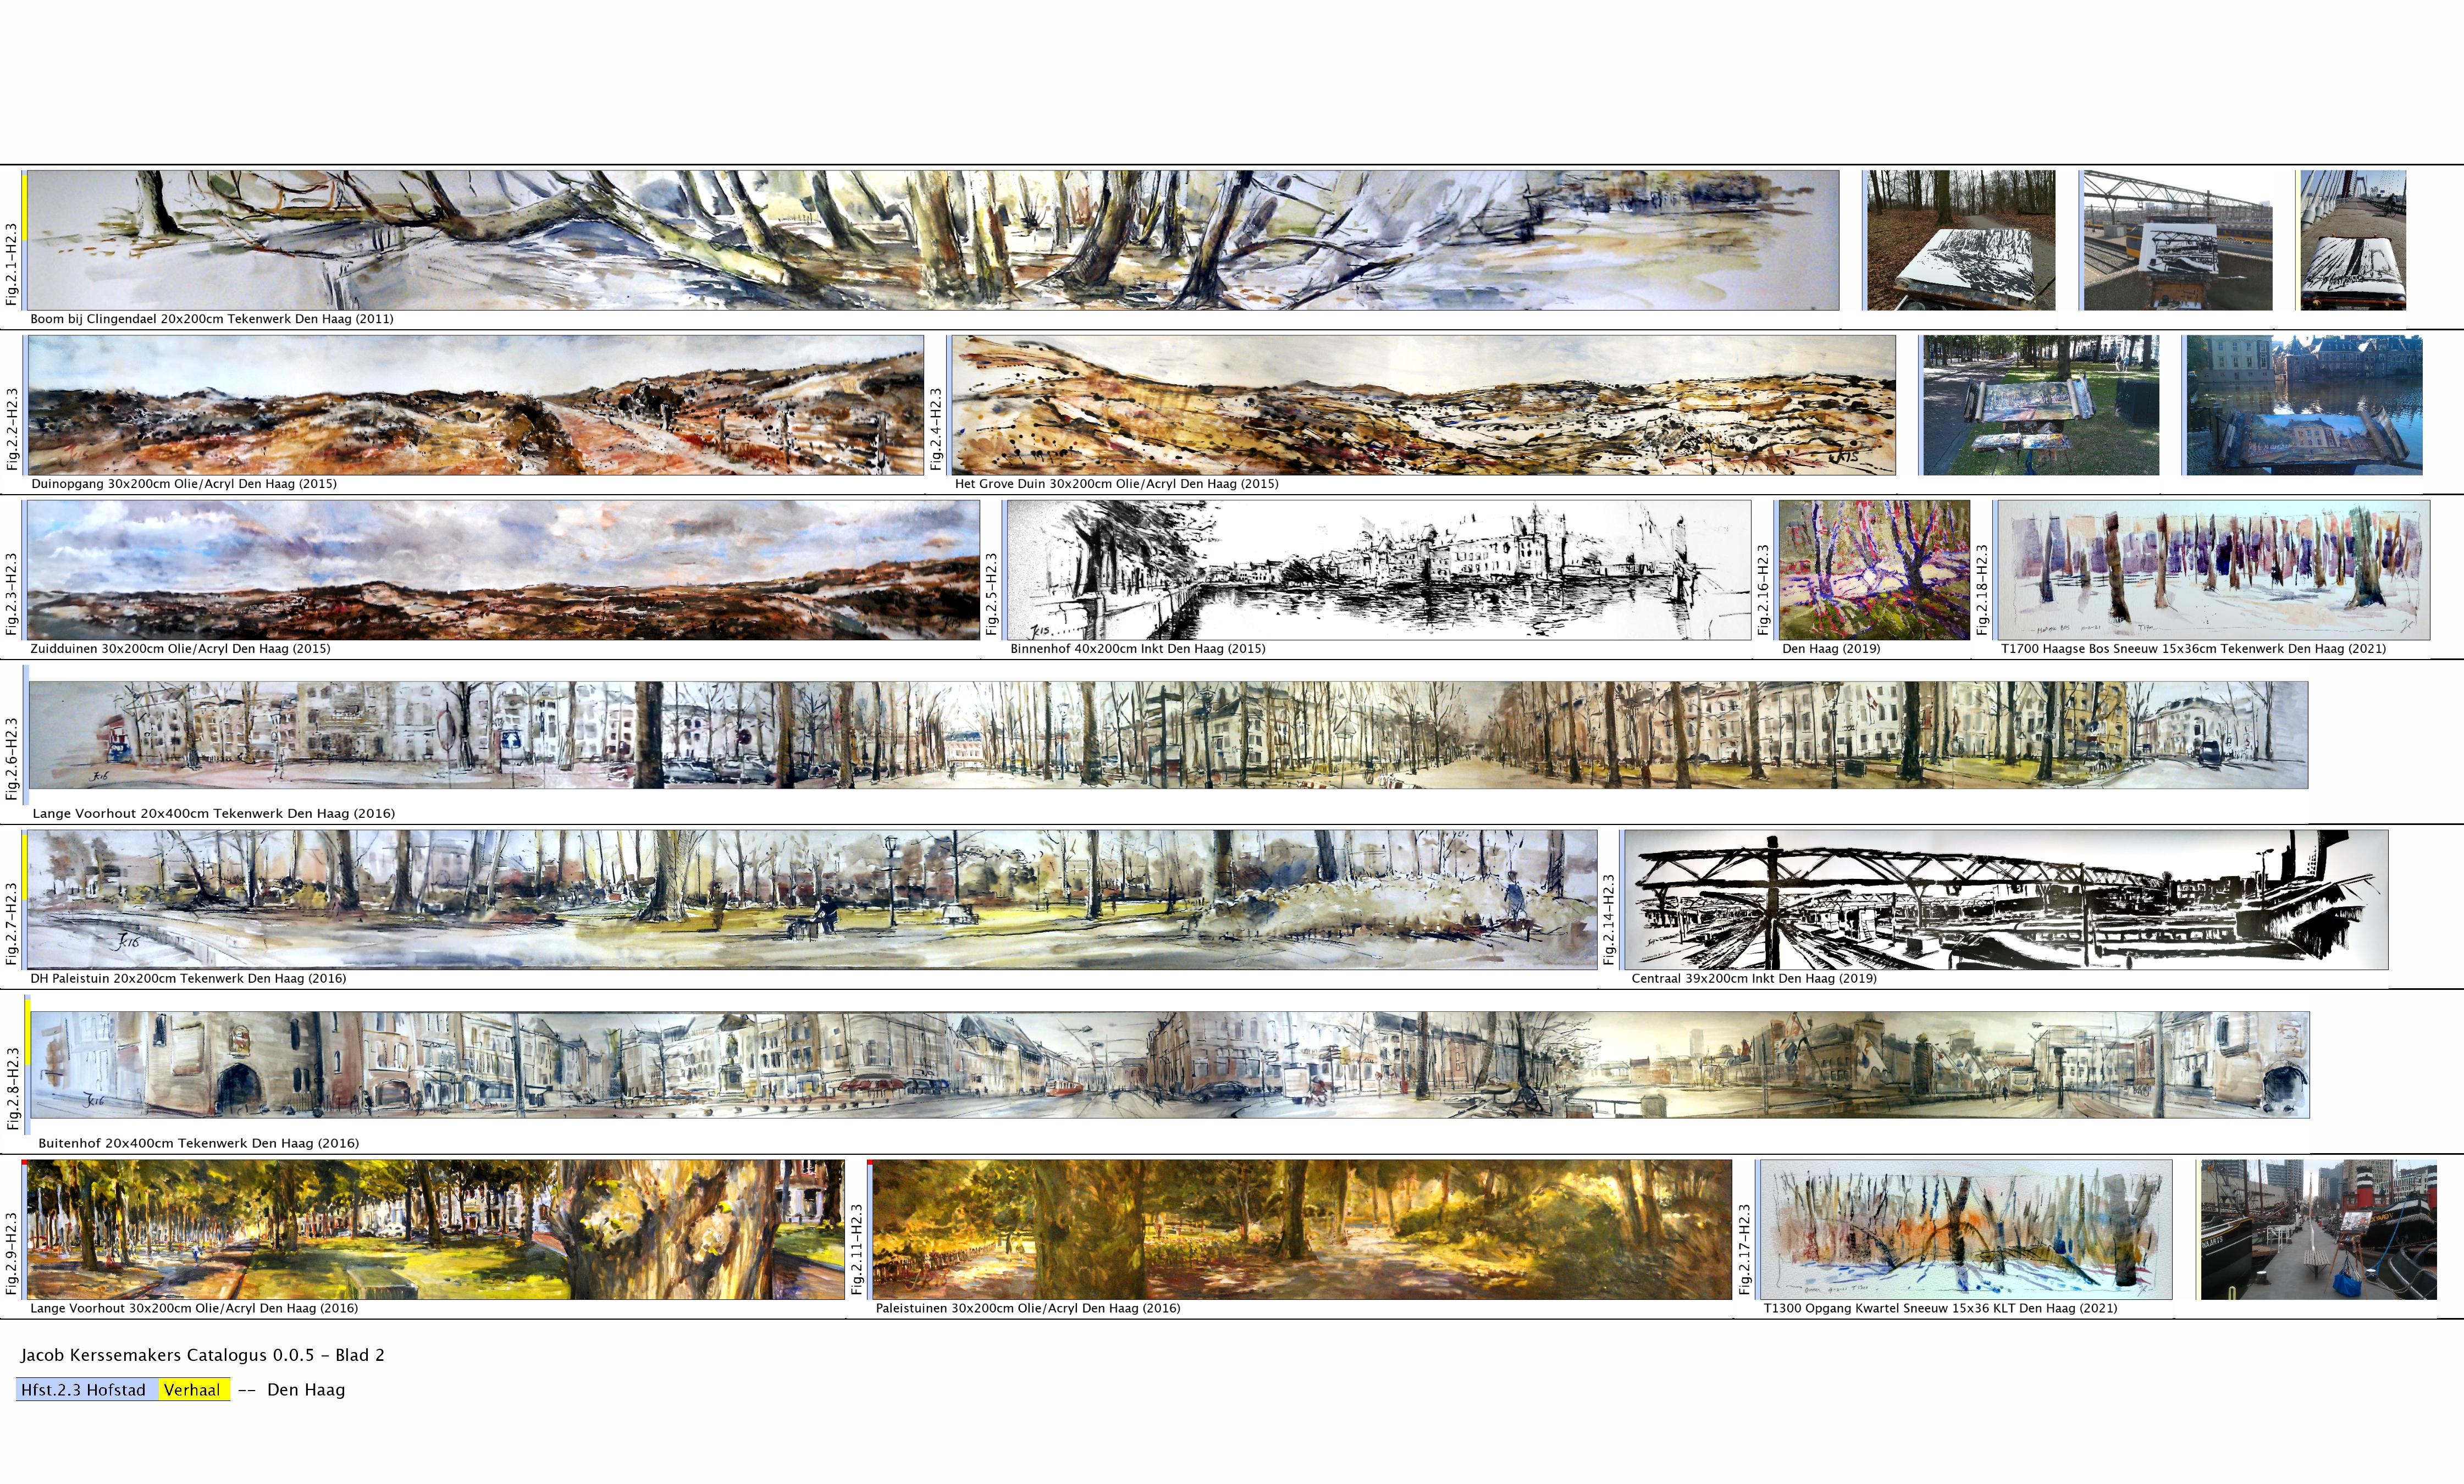 Fig.2.1-H2.3
Boom bij Clingendael 20x200cm Tekenwerk Den Haag (2011)
Fig.2.2-H2.3
Duinopgang 30x200cm Olie/Acryl Den Haag (2015)
Fig.2.4-H2.3
JK15
Het Grove Duin 30x200cm Olie/Acryl Den Haag (2015)
Fig.2.3-H2.3
Zuidduinen 30x200cm Olie/Acryl Den Haag (2015)
Fig.2.5-H2.3
JK15
Binnenhof 40x200cm Inkt Den Haag (2015)
Fig.2.16-H2.3
Den Haag (2019)
Fig.2.18-H2.3
T1700 Haagse Bos Sneeuw 15x36cm Tekenwerk Den Haag (2021)
Fig.2.6-H2.3
JK16
Lange Voorhout 20x400cm Tekenwerk Den Haag (2016)
Fig.2.7-H2.3
JK16
DH Paleistuin 20x200cm Tekenwerk Den Haag (2016)
Fig.2.14-H2.3
Centraal 39x200cm Inkt Den Haag (2019)
Fig.2.8-H2.3
JK16
Buitenhof 20x400cm Tekenwerk Den Haag (2016)
Fig.2.9-H2.3
Lange Voorhout 30x200cm Olie/Acryl Den Haag (2016)
Fig.2.11-H2.3
Paleistuinen 30x200cm Olie/Acryl Den Haag (2016)
Fig.2.17-H2.3
T1300 Opgang Kwartel Sneeuw 15x36 KLT Den Haag (2021)
Jacob Kerssemakers Catalogus 0.0.5 - Blad 2
Hfst.2.3 Hofstad Verhaal -- Den Haag